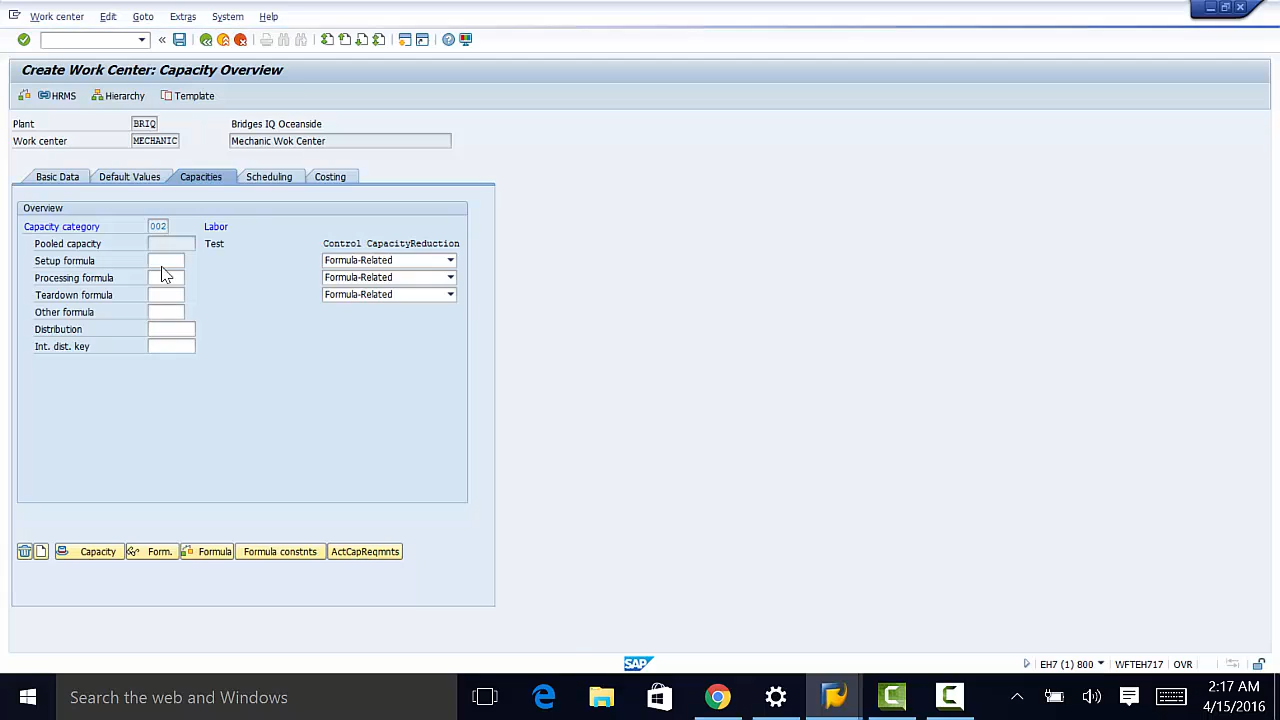 Work center Edit Goto Extras System Help
Create Work Center: Capacity Overview
HRMS Hierarchy Template
Plant BRIQ Bridges IQ Oceanside
Work center MECHANIC Mechanic Wok Center
Basic Data Default Values Capacities Scheduling Costing
Overview
Capacity category 002 Labor
Pooled capacity Test Control CapacityReduction
Setup formula Formula-Related
Processing formula Formula-Related
Teardown formula Formula-Related
Other formula
Distribution
Int. dist. key
Capacity Form. Formula Formula constnts ActCapReqmnts
SAP EH7 (1) 800 WFTEH717 OVR
Search the web and Windows
2:17 AM
4/15/2016